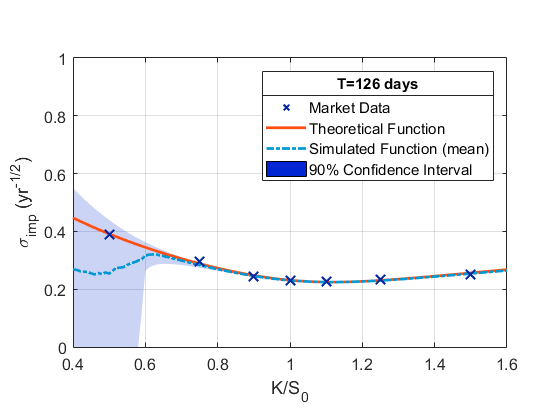 T=126 days
Market Data
Theoretical Function
Simulated Function (mean)
90% Confidence Interval
1
0.8
0.6
0.4
0.2
0
σimp (yr-1/2)
0.4 0.6 0.8 1 1.2 1.4 1.6
K/S0